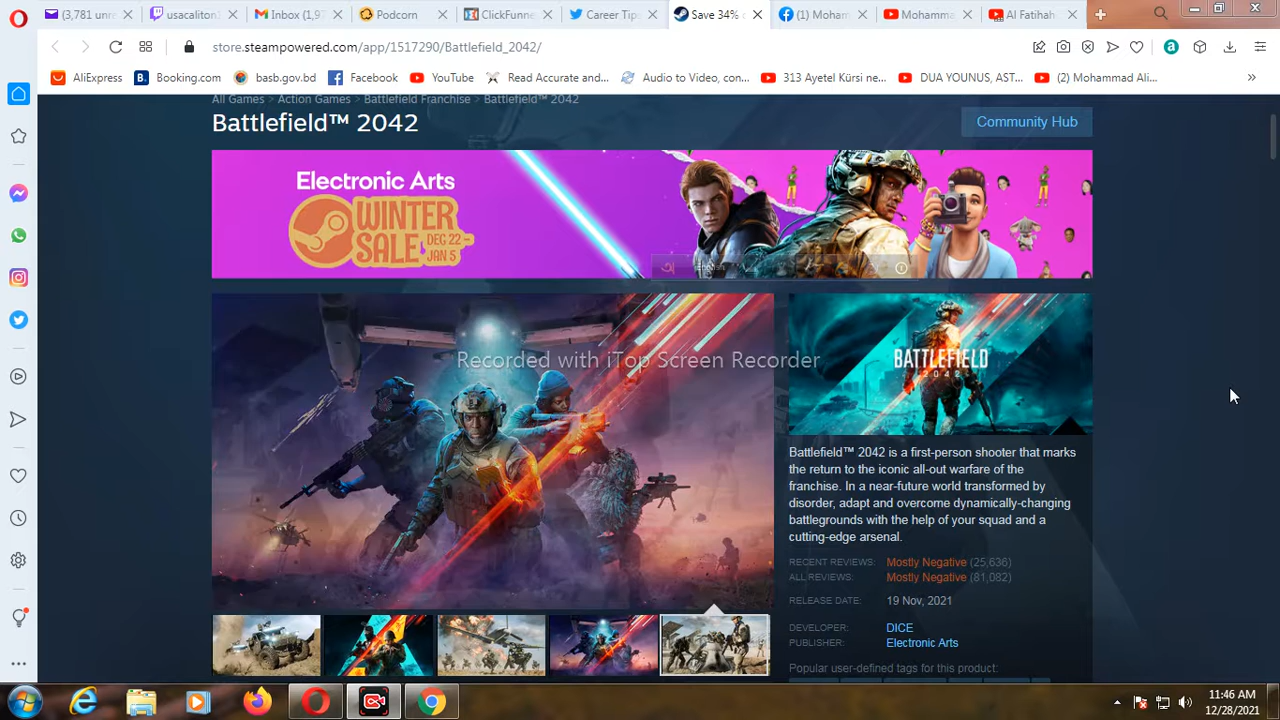 (3,781 unre
usacaliton1
Inbox (1,97
Podcorn
ClickFunne
Career Tips
Save 34% o
(1) Moham
Mohamma
Al Fatihah
store.steampowered.com/app/1517290/Battlefield_2042/
AliExpress
Booking.com
basb.gov.bd
Facebook
YouTube
Read Accurate and...
Audio to Video, con...
313 Ayetel Kürsi ne...
DUA YOUNUS, AST...
(2) Mohammad Ali...
All Games > Action Games > Battlefield Franchise > Battlefield™ 2042
Battlefield™ 2042
Community Hub
Electronic Arts
WINTER
SALE
DEC 22 -
JAN 5
Recorded with iTop Screen Recorder
BATTLEFIELD
2042
Battlefield™ 2042 is a first-person shooter that marks
the return to the iconic all-out warfare of the
franchise. In a near-future world transformed by
disorder, adapt and overcome dynamically-changing
battlegrounds with the help of your squad and a
cutting-edge arsenal.
RECENT REVIEWS: Mostly Negative (25,636)
ALL REVIEWS: Mostly Negative (81,082)
RELEASE DATE: 19 Nov, 2021
DEVELOPER: DICE
PUBLISHER: Electronic Arts
Popular user-defined tags for this product:
11:46 AM
12/28/2021